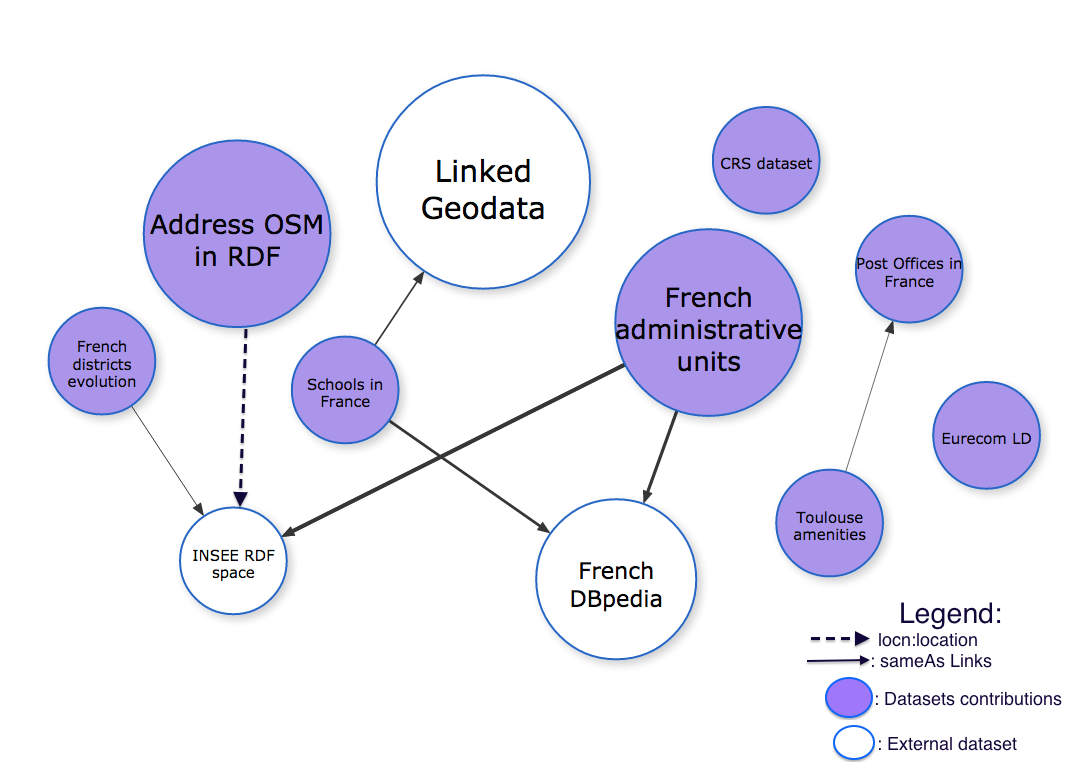 Linked
Geodata
CRS dataset
Address OSM
in RDF
Post Offices in
France
French
administrative
units
French
districts
evolution
Schools in
France
Eurecom LD
Toulouse
amenities
INSEE RDF
space
French
DBpedia
Legend:
locn:location
: sameAs Links
: Datasets contributions
: External dataset